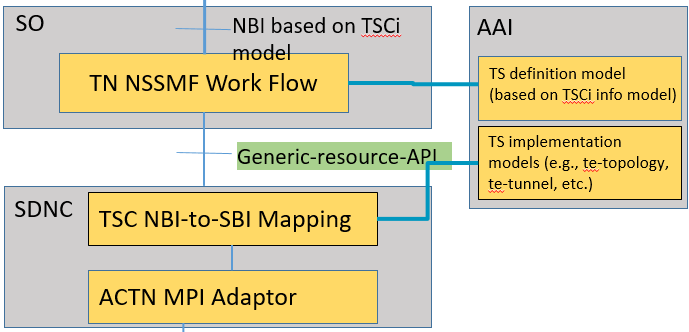 SO
NBI based on TSCi
model
TN NSSMF Work Flow
AAI
TS definition model
(based on TSCi info model)
TS implementation
models (e.g., te-topology,
te-tunnel, etc.)
Generic-resource-API
SDNC
TSC NBI-to-SBI Mapping
ACTN MPI Adaptor